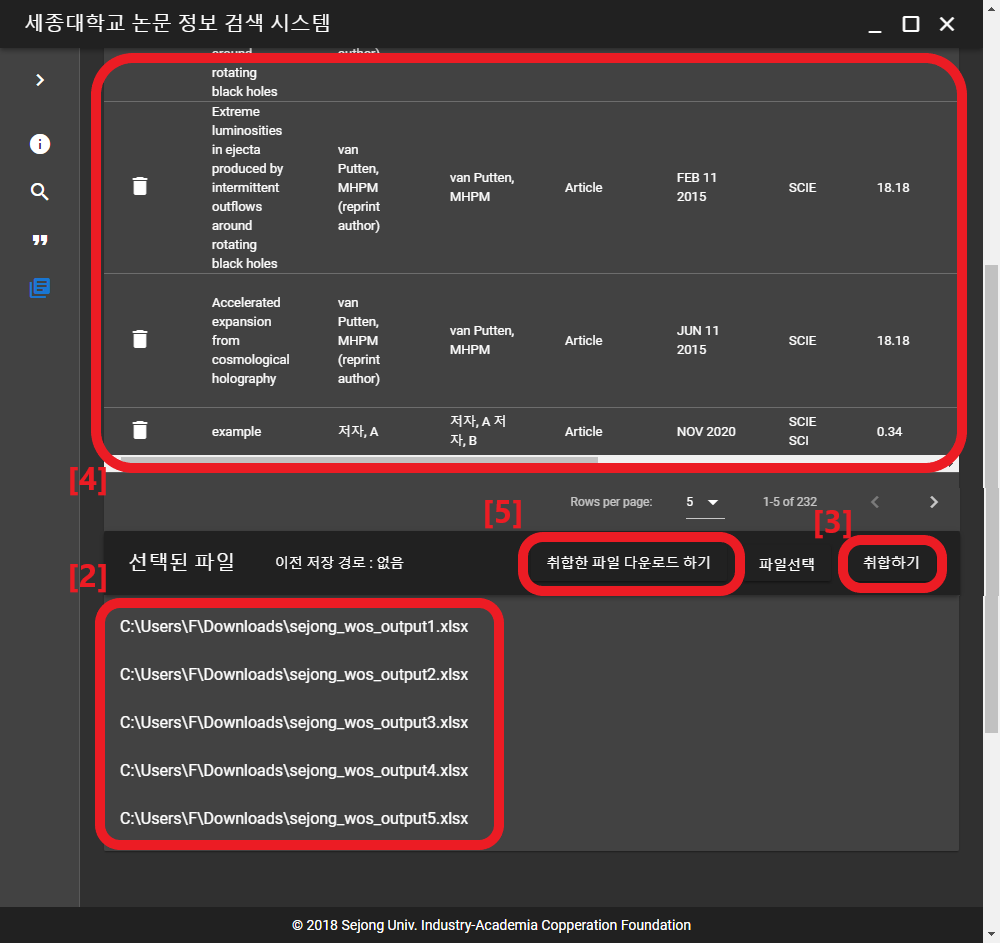 세종대학교 논문 정보 검색 시스템
around
author)
rotating
black holes
Extreme
luminosities
in ejecta
produced by
intermittent
outflows
around
rotating
black holes
van
Putten,
MHPM
(reprint
author)
van Putten,
MHPM
Article
FEB 11
2015
SCIE
18.18
Accelerated
expansion
from
cosmological
holography
van
Putten,
MHPM
(reprint
author)
van Putten,
MHPM
Article
JUN 11
2015
SCIE
18.18
example
저자, A
저자, A 저
자, B
Article
NOV 2020
SCIE
SCI
0.34
[4]
Rows per page:
5
1-5 of 232
[5]
[3]
선택된 파일
이전 저장 경로 : 없음
취합한 파일 다운로드 하기
파일선택
취합하기
[2]
C:\Users\F\Downloads\sejong_wos_output1.xlsx
C:\Users\F\Downloads\sejong_wos_output2.xlsx
C:\Users\F\Downloads\sejong_wos_output3.xlsx
C:\Users\F\Downloads\sejong_wos_output4.xlsx
C:\Users\F\Downloads\sejong_wos_output5.xlsx
© 2018 Sejong Univ. Industry-Academia Copperation Foundation